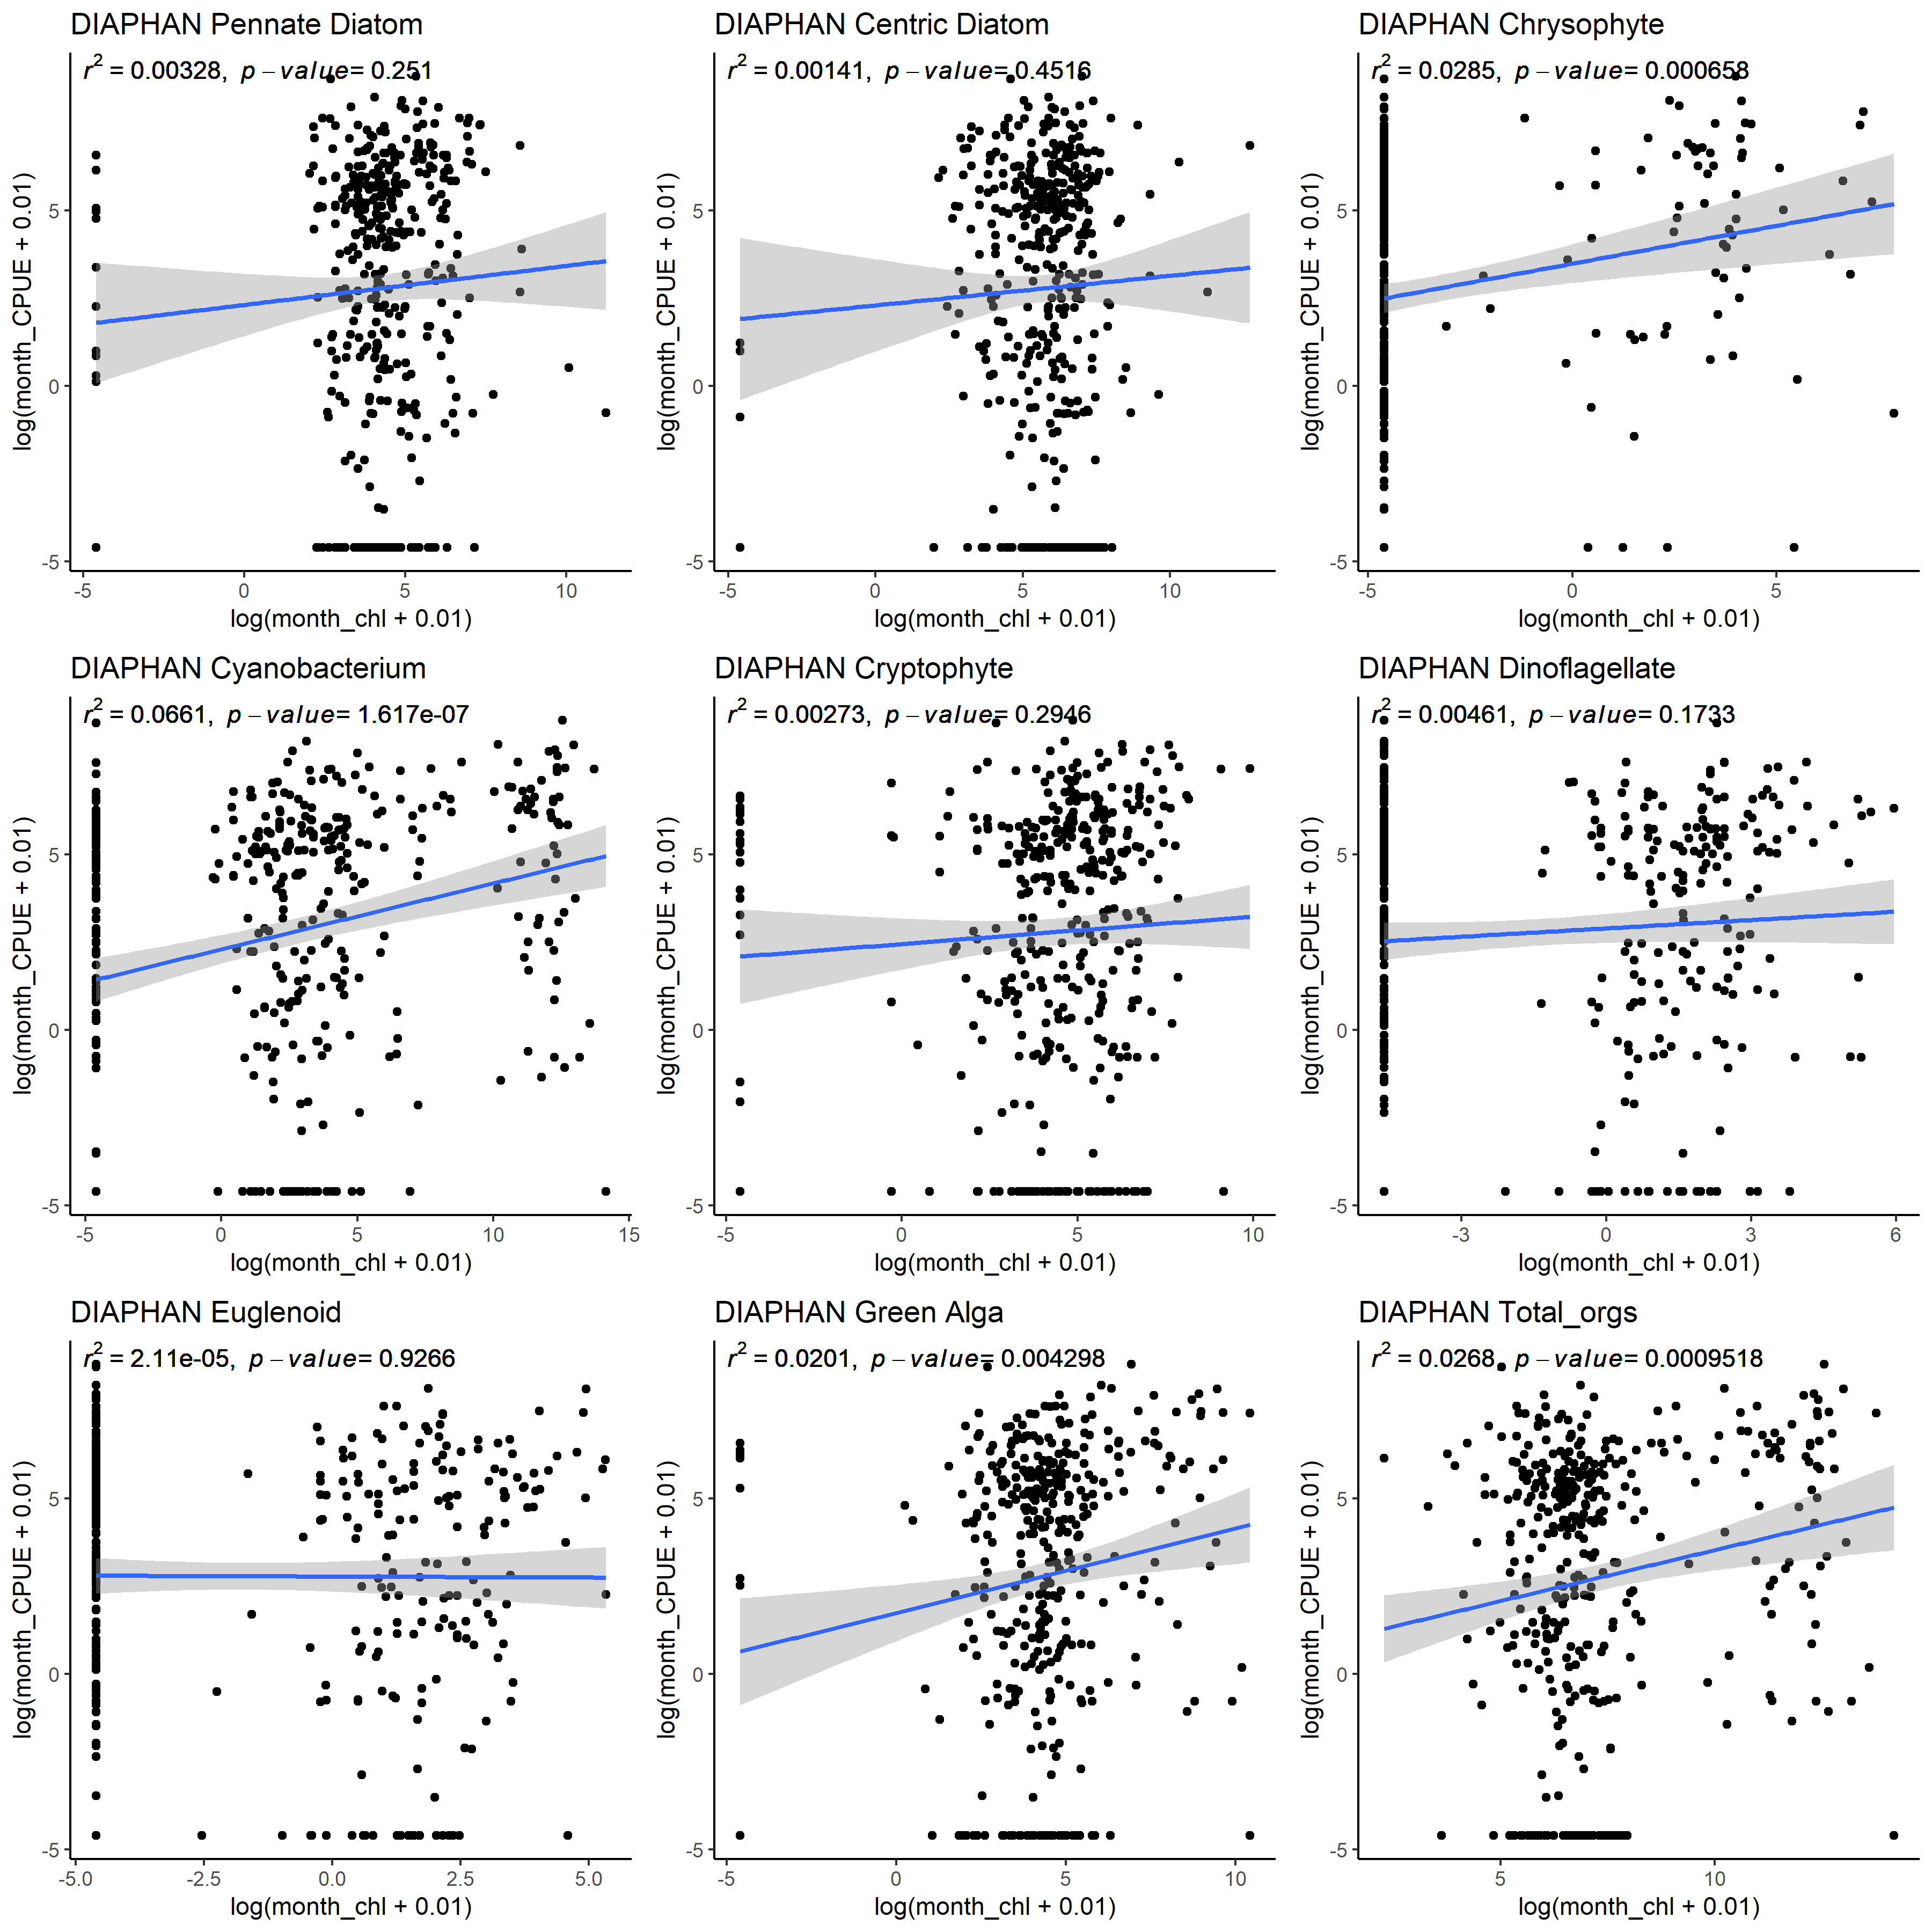 DIAPHAN Pennate Diatom
r² = 0.00328, p−value= 0.251
log(month_CPUE + 0.01)
5
0
-5
-5 0 5 10
log(month_chl + 0.01)
DIAPHAN Centric Diatom
r² = 0.00141, p−value= 0.4516
log(month_CPUE + 0.01)
5
0
-5
-5 0 5 10
log(month_chl + 0.01)
DIAPHAN Chrysophyte
r² = 0.0285, p−value= 0.000658
log(month_CPUE + 0.01)
5
0
-5
-5 0 5
log(month_chl + 0.01)
DIAPHAN Cyanobacterium
r² = 0.0661, p−value= 1.617e-07
log(month_CPUE + 0.01)
5
0
-5
-5 0 5 10 15
log(month_chl + 0.01)
DIAPHAN Cryptophyte
r² = 0.00273, p−value= 0.2946
log(month_CPUE + 0.01)
5
0
-5
-5 0 5 10
log(month_chl + 0.01)
DIAPHAN Dinoflagellate
r² = 0.00461, p−value= 0.1733
log(month_CPUE + 0.01)
5
0
-5
-3 0 3 6
log(month_chl + 0.01)
DIAPHAN Euglenoid
r² = 2.11e-05, p−value= 0.9266
log(month_CPUE + 0.01)
5
0
-5
-5.0 -2.5 0.0 2.5 5.0
log(month_chl + 0.01)
DIAPHAN Green Alga
r² = 0.0201, p−value= 0.004298
log(month_CPUE + 0.01)
5
0
-5
-5 0 5 10
log(month_chl + 0.01)
DIAPHAN Total_orgs
r² = 0.0268, p−value= 0.0009518
log(month_CPUE + 0.01)
5
0
-5
5 10
log(month_chl + 0.01)